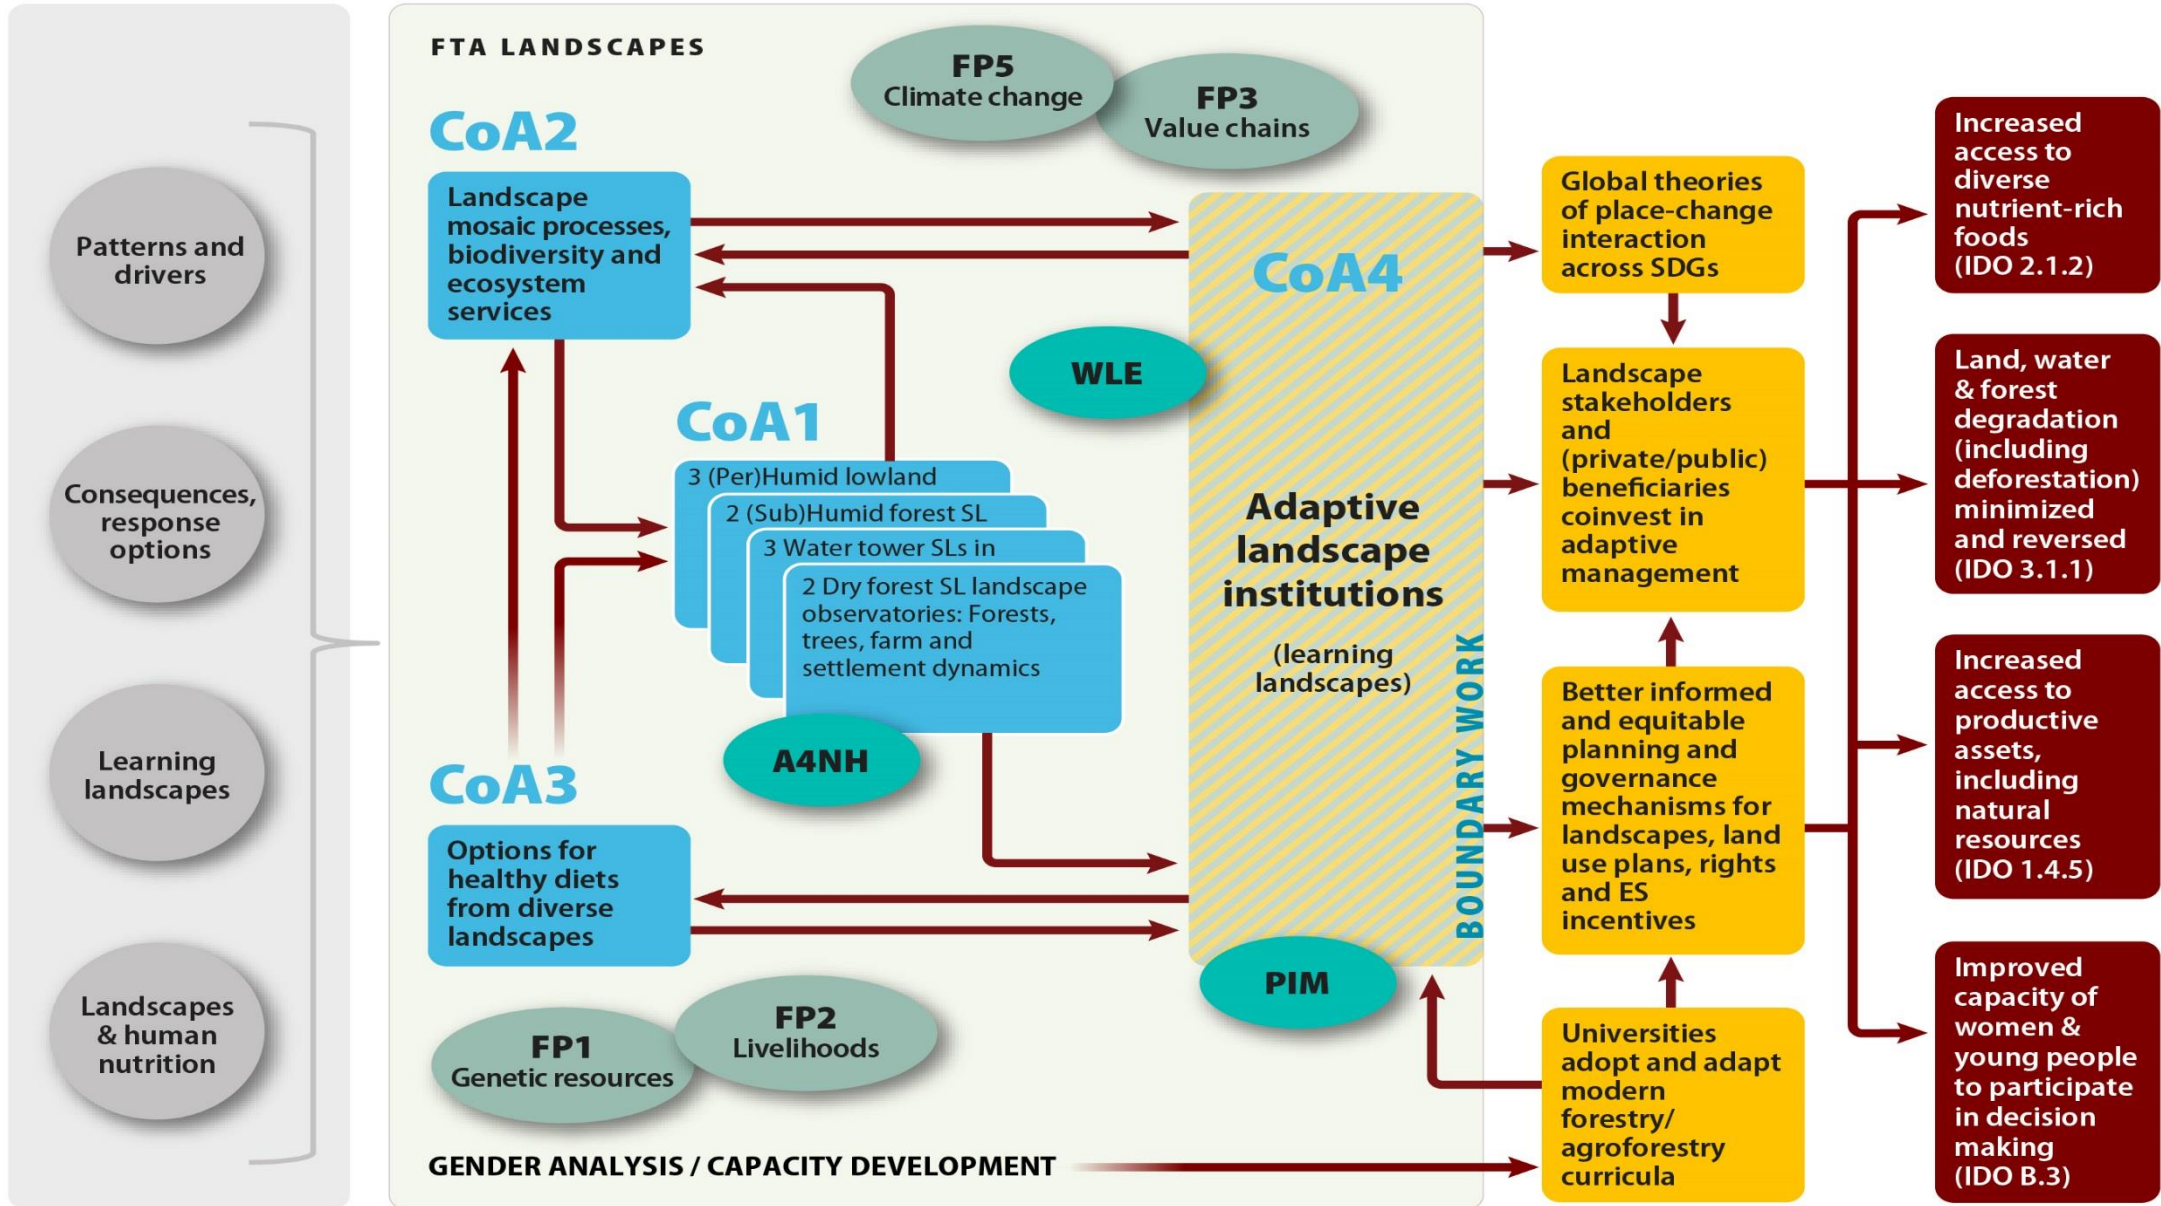 Patterns and
drivers
Consequences,
response
options
Learning
landscapes
Landscapes
& human
nutrition
FTA LANDSCAPES
FP5
Climate change
FP3
Value chains
CoA2
Landscape
mosaic processes,
biodiversity and
ecosystem
services
CoA1
3 (Per)Humid lowland
2 (Sub)Humid forest SL
3 Water tower SLs in
2 Dry forest SL landscape
observatories: Forests,
trees, farm and
settlement dynamics
WLE
A4NH
CoA3
Options for
healthy diets
from diverse
landscapes
FP1
Genetic resources
FP2
Livelihoods
GENDER ANALYSIS / CAPACITY DEVELOPMENT
CoA4
Adaptive
landscape
institutions
(learning
landscapes)
BOUNDARY WORK
PIM
Global theories
of place-change
interaction
across SDGs
Landscape
stakeholders
and
(private/public)
beneficiaries
coinvest in
adaptive
management
Better informed
and equitable
planning and
governance
mechanisms for
landscapes, land
use plans, rights
and ES
incentives
Universities
adopt and adapt
modern
forestry/
agroforestry
curricula
Increased
access to
diverse
nutrient-rich
foods
(IDO 2.1.2)
Land, water
& forest
degradation
(including
deforestation)
minimized
and reversed
(IDO 3.1.1)
Increased
access to
productive
assets,
including
natural
resources
(IDO 1.4.5)
Improved
capacity of
women &
young people
to participate
in decision
making
(IDO B.3)